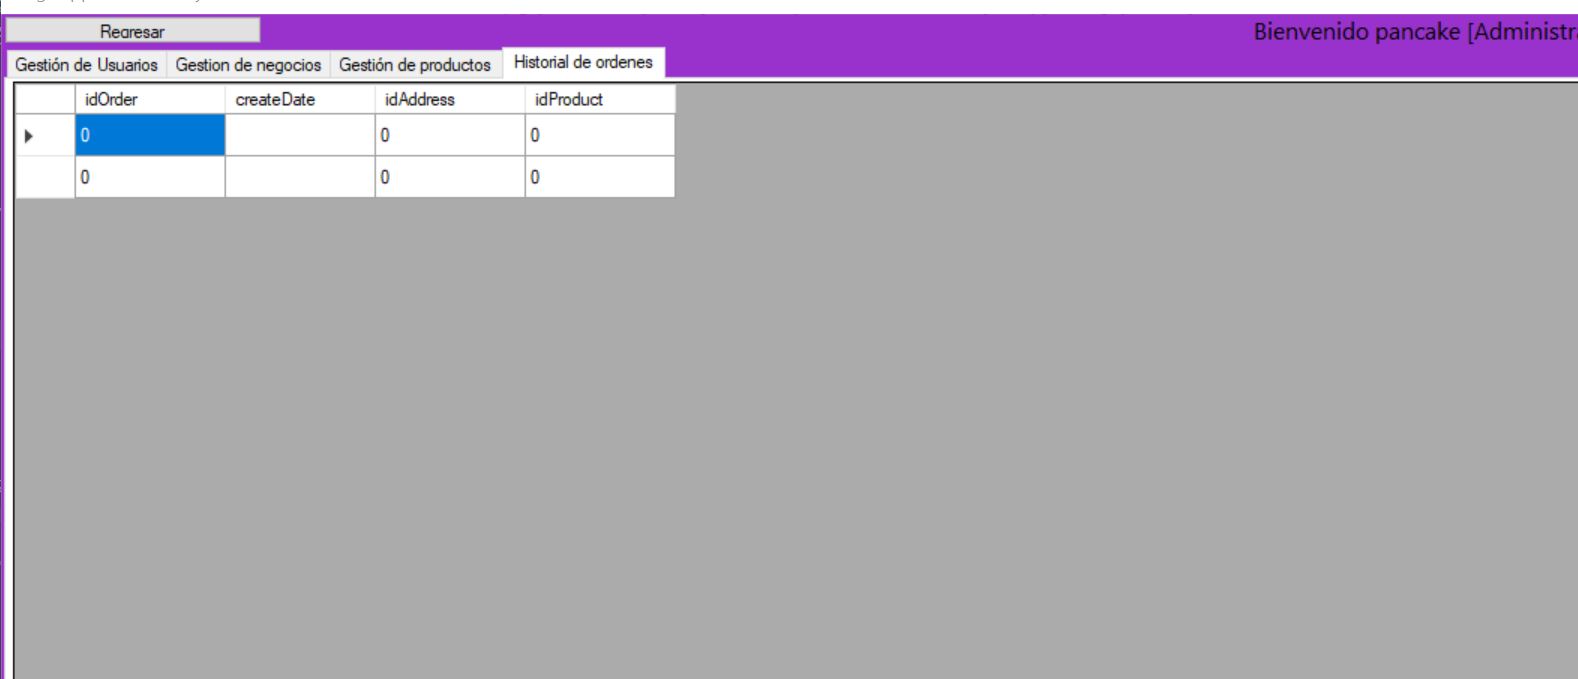 Regresar
Bienvenido pancake [Administra
Gestión de Usuarios Gestion de negocios Gestión de productos Historial de ordenes
idOrder createDate idAddress idProduct
0 0 0
0 0 0